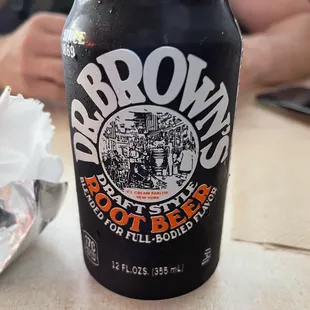 DR. BROWN'S
ICE CREAM PARLOR
NEW YORK
DRAFT STYLE
ROOT BEER
BLENDED FOR FULL-BODIED FLAVOR
12 FL.OZS. (355 mL)